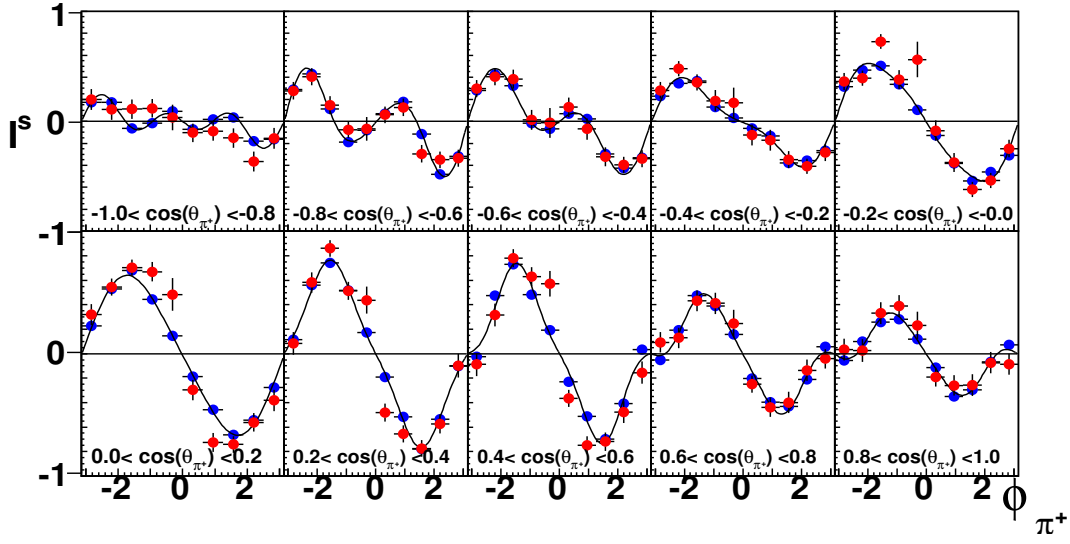 1
I^s
0
-1.0< cos(θ_π+) <-0.8
-0.8< cos(θ_π+) <-0.6
-0.6< cos(θ_π+) <-0.4
-0.4< cos(θ_π+) <-0.2
-0.2< cos(θ_π+) <-0.0
-1
0
0.0< cos(θ_π+) <0.2
0.2< cos(θ_π+) <0.4
0.4< cos(θ_π+) <0.6
0.6< cos(θ_π+) <0.8
0.8< cos(θ_π+) <1.0
-1
-2 0 2 -2 0 2 -2 0 2 -2 0 2 -2 0 2 ϕ
π+